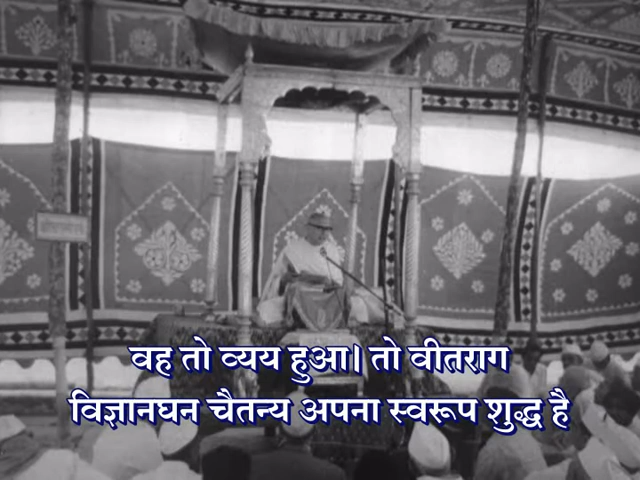 वह तो व्यय हुआ। तो वीतराग
विज्ञानघन चैतन्य अपना स्वरूप शुद्ध है